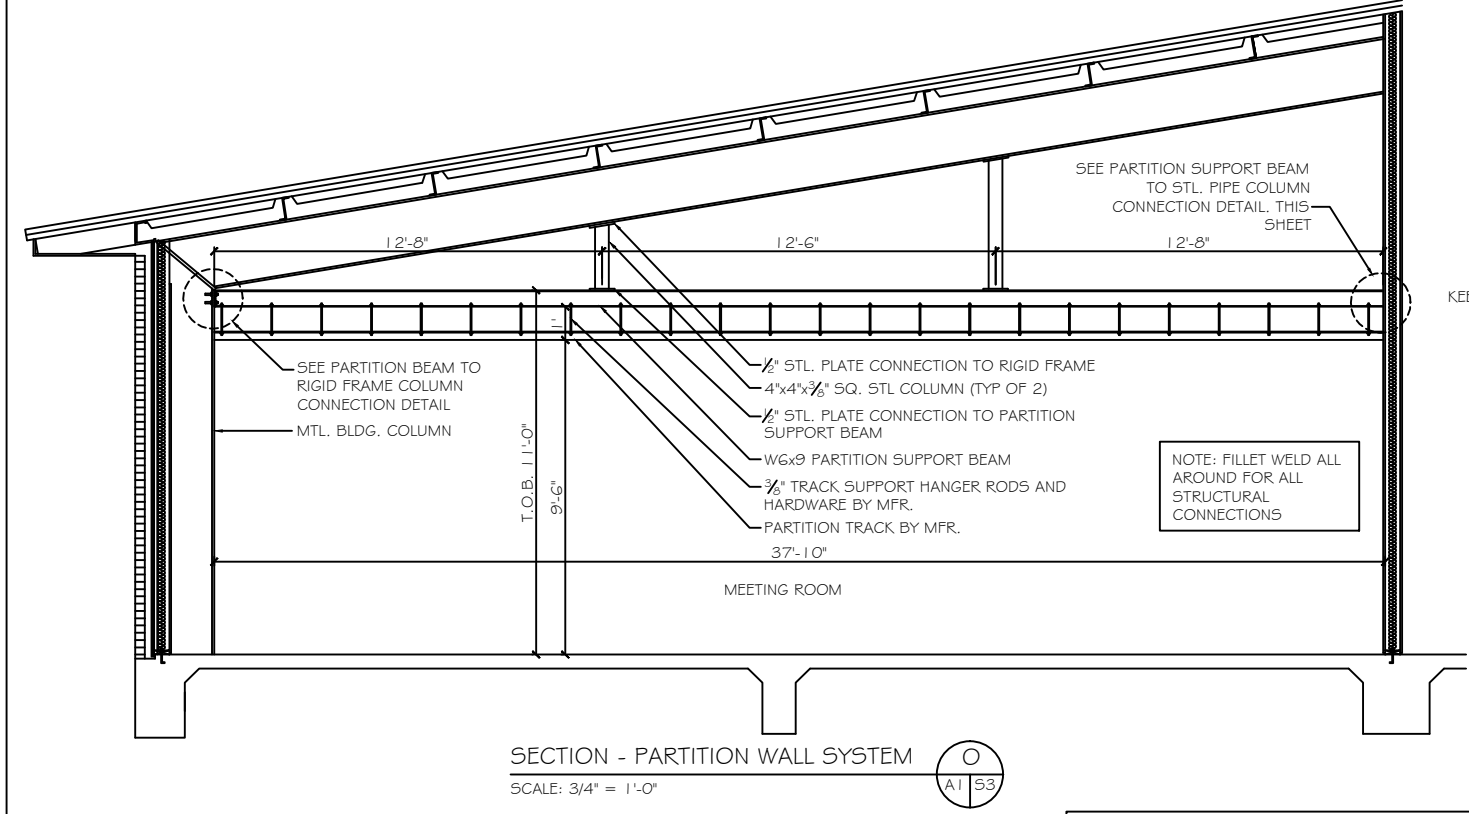 SEE PARTITION SUPPORT BEAM
TO STL. PIPE COLUMN
CONNECTION DETAIL, THIS
SHEET
12'-8"
12'-6"
12'-8"
KEE
1'
SEE PARTITION BEAM TO
RIGID FRAME COLUMN
CONNECTION DETAIL
MTL. BLDG. COLUMN
T.O.B. 11'-0"
9'-6"
1/2" STL. PLATE CONNECTION TO RIGID FRAME
4"x4"x3/8" SQ. STL COLUMN (TYP OF 2)
1/2" STL. PLATE CONNECTION TO PARTITION
SUPPORT BEAM
W6x9 PARTITION SUPPORT BEAM
3/8" TRACK SUPPORT HANGER RODS AND
HARDWARE BY MFR.
PARTITION TRACK BY MFR.
NOTE: FILLET WELD ALL
AROUND FOR ALL
STRUCTURAL
CONNECTIONS
37'-10"
MEETING ROOM
SECTION - PARTITION WALL SYSTEM
SCALE: 3/4" = 1'-0"
O
A1 S3